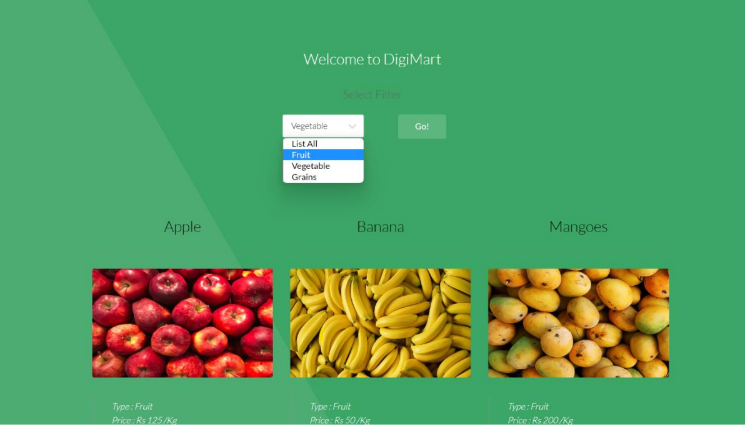 Welcome to DigiMart
Select Filter
Vegetable
Go!
List All
Fruit
Vegetable
Grains
Apple
Banana
Mangoes
Type : Fruit
Price : Rs 125 /Kg
Type : Fruit
Price : Rs 50 /Kg
Type : Fruit
Price : Rs 200 /Kg